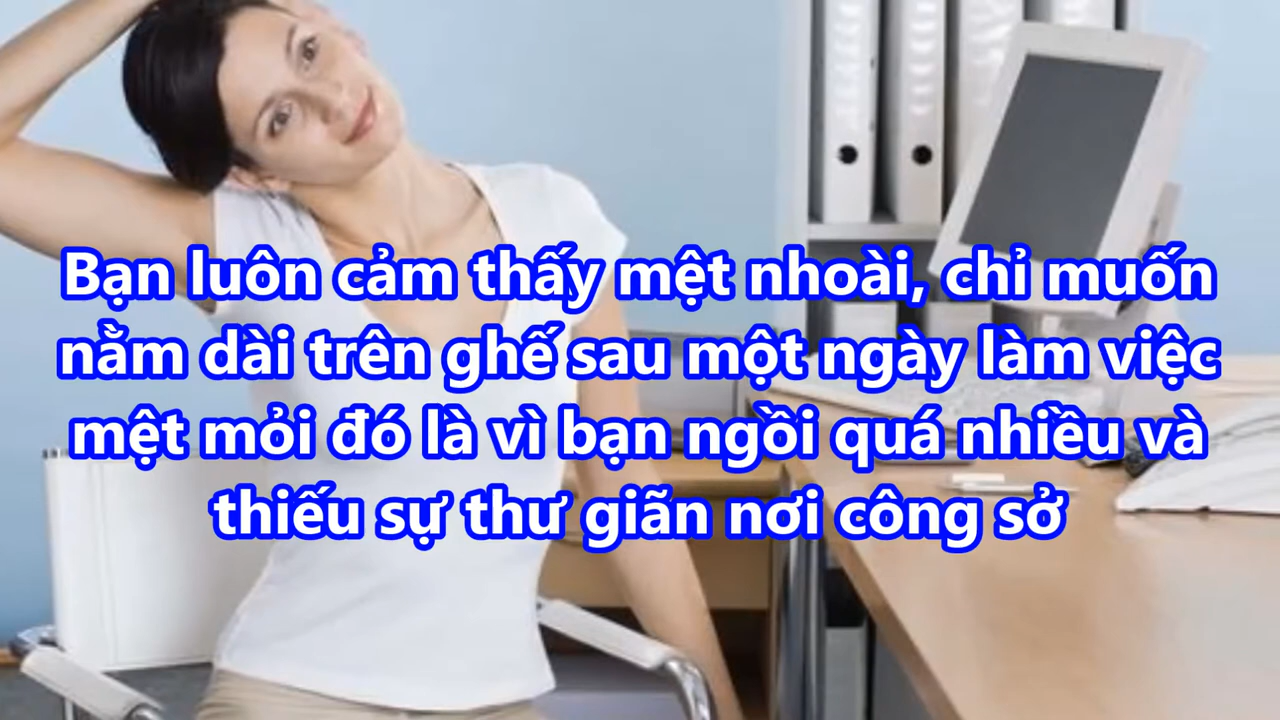 Bạn luôn cảm thấy mệt nhoài, chỉ muốn
nằm dài trên ghế sau một ngày làm việc
mệt mỏi đó là vì bạn ngồi quá nhiều và
thiếu sự thư giãn nơi công sở